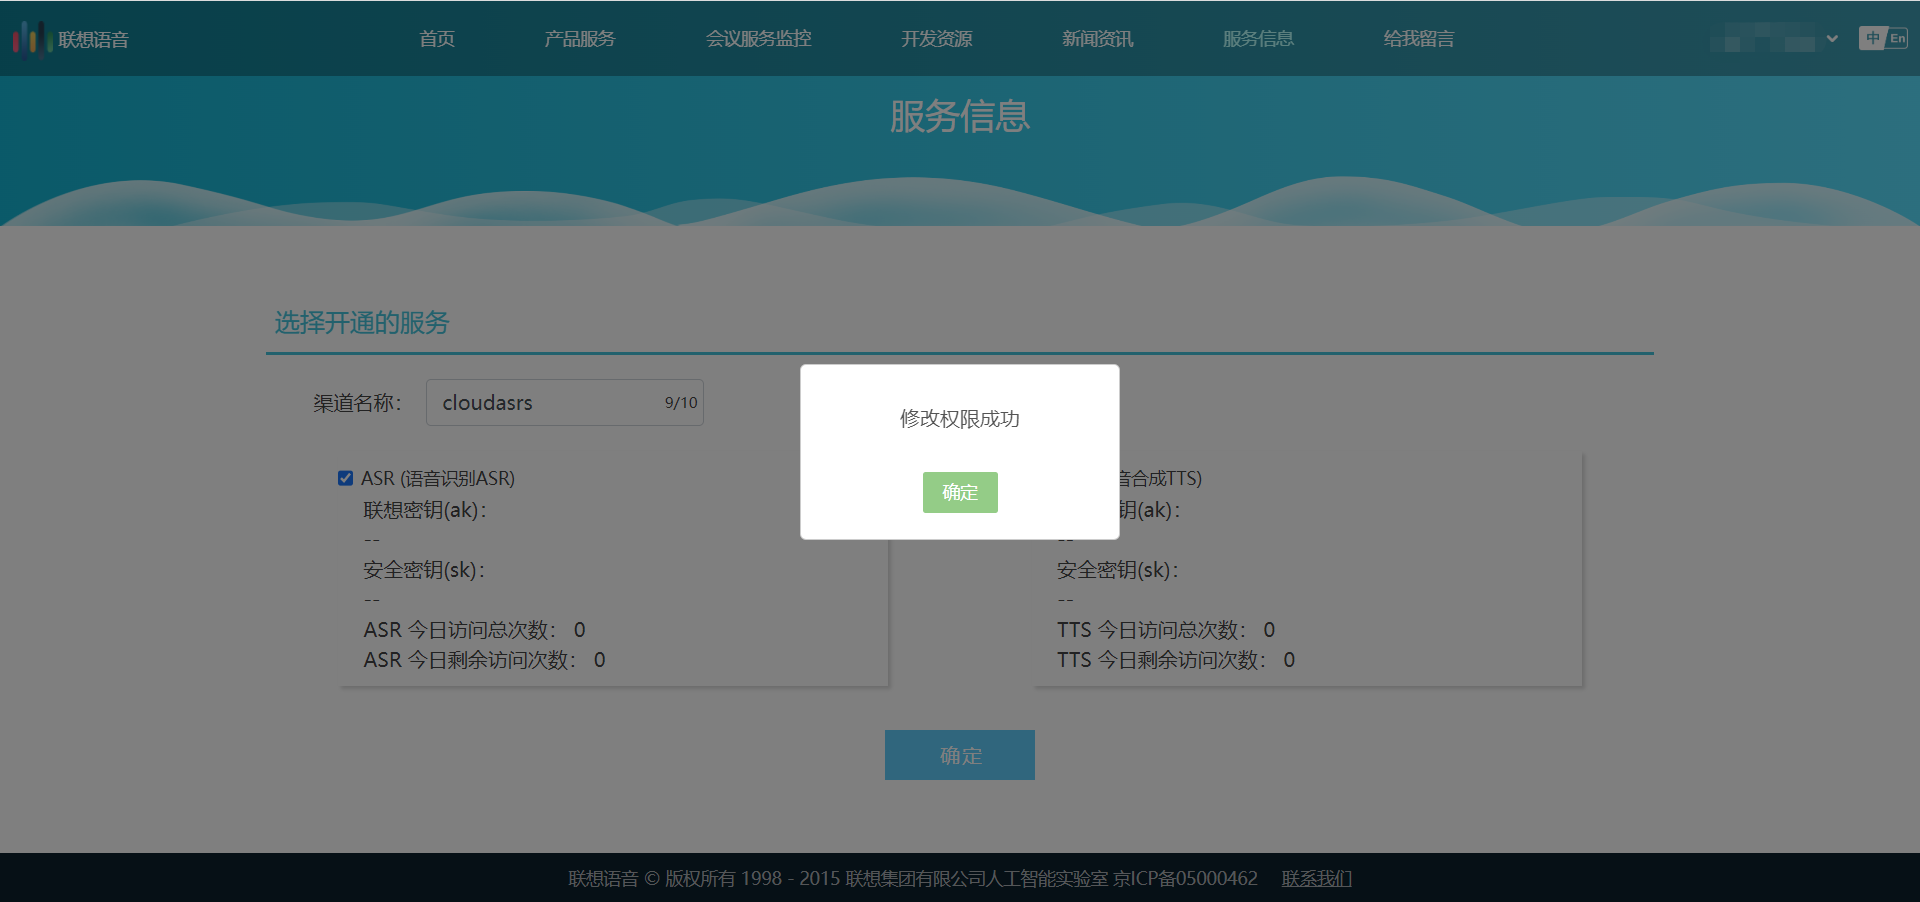 联想语音 首页 产品服务 会议服务监控 开发资源 新闻资讯 服务信息 给我留言 中 En
服务信息
选择开通的服务
渠道名称： cloudasrs 9/10
修改权限成功
确定
ASR (语音识别ASR)
联想密钥(ak)：
--
安全密钥(sk)：
--
ASR 今日访问总次数： 0
ASR 今日剩余访问次数： 0
音合成TTS)
钥(ak)：
--
安全密钥(sk)：
--
TTS 今日访问总次数： 0
TTS 今日剩余访问次数： 0
确定
联想语音 © 版权所有 1998 - 2015 联想集团有限公司人工智能实验室 京ICP备05000462 联系我们